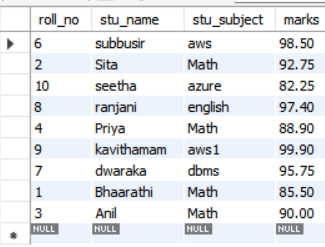 roll_no stu_name stu_subject marks
6 subbusir aws 98.50
2 Sita Math 92.75
10 seetha azure 82.25
8 ranjani english 97.40
4 Priya Math 88.90
9 kavithamam aws1 99.90
7 dwaraka dbms 95.75
1 Bhaarathi Math 85.50
3 Anil Math 90.00
NULL NULL NULL NULL